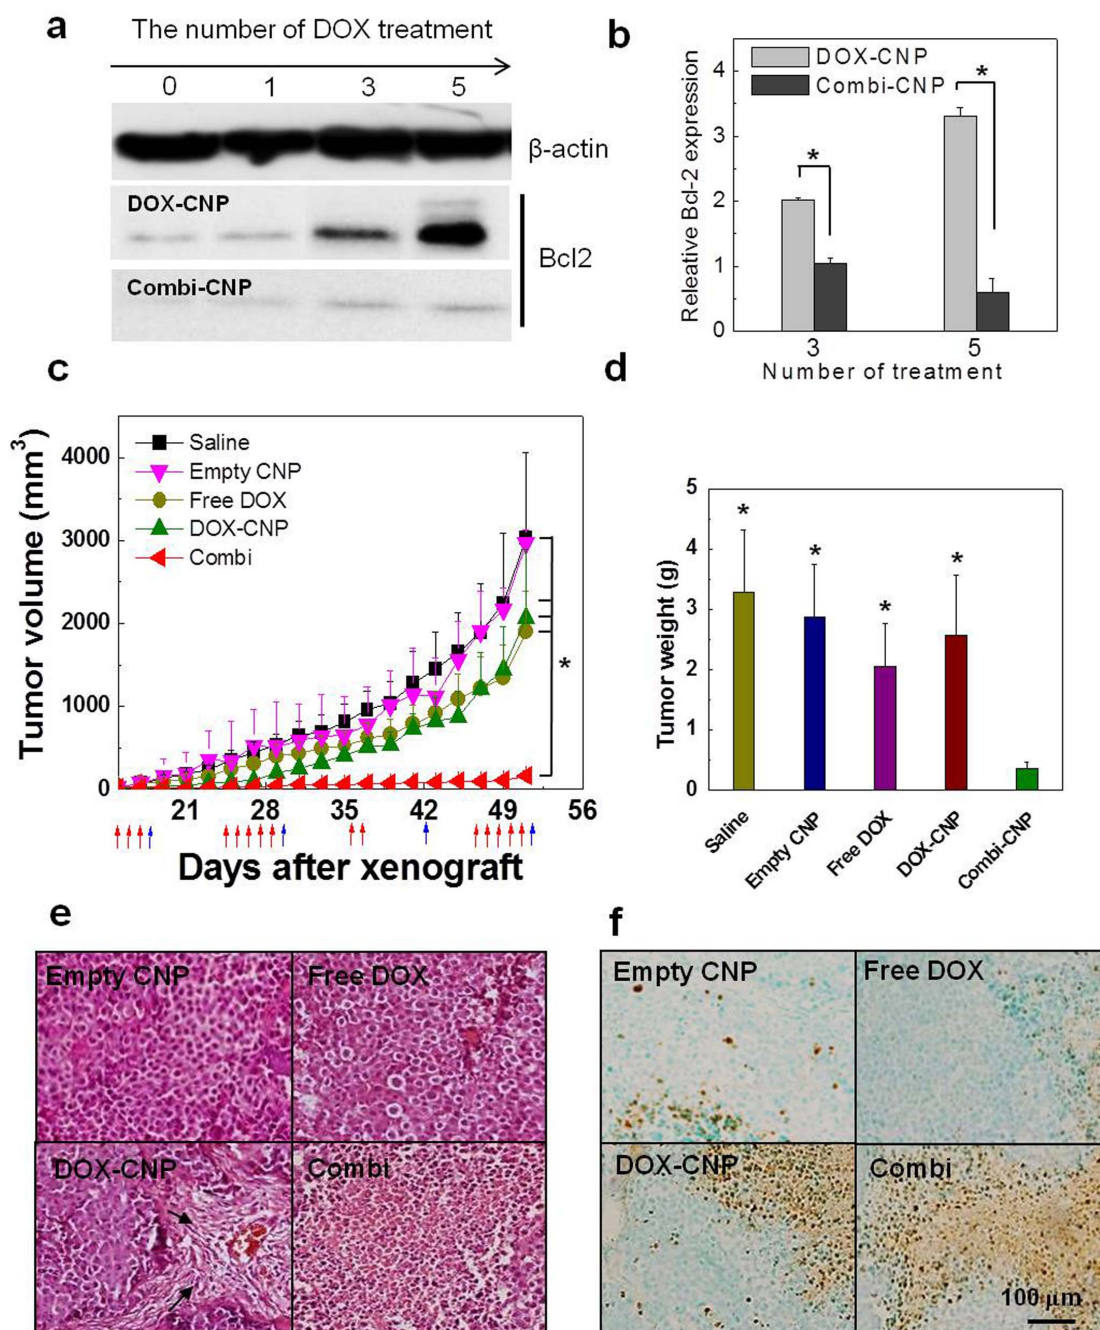 a
The number of DOX treatment
0 1 3 5
β-actin
DOX-CNP
Bcl2
Combi-CNP
b
Releative Bcl-2 expression
4
3
2
1
0
DOX-CNP
Combi-CNP
*
*
3 5
Number of treatment
c
Tumor volume (mm³)
4000
3000
2000
1000
0
Saline
Empty CNP
Free DOX
DOX-CNP
Combi
*
21 28 35 42 49 56
Days after xenograft
d
Tumor weight (g)
5
4
3
2
1
0
*
*
*
*
Saline
Empty CNP
Free DOX
DOX-CNP
Combi-CNP
e
Empty CNP
Free DOX
DOX-CNP
Combi
f
Empty CNP
Free DOX
DOX-CNP
Combi
100 μm